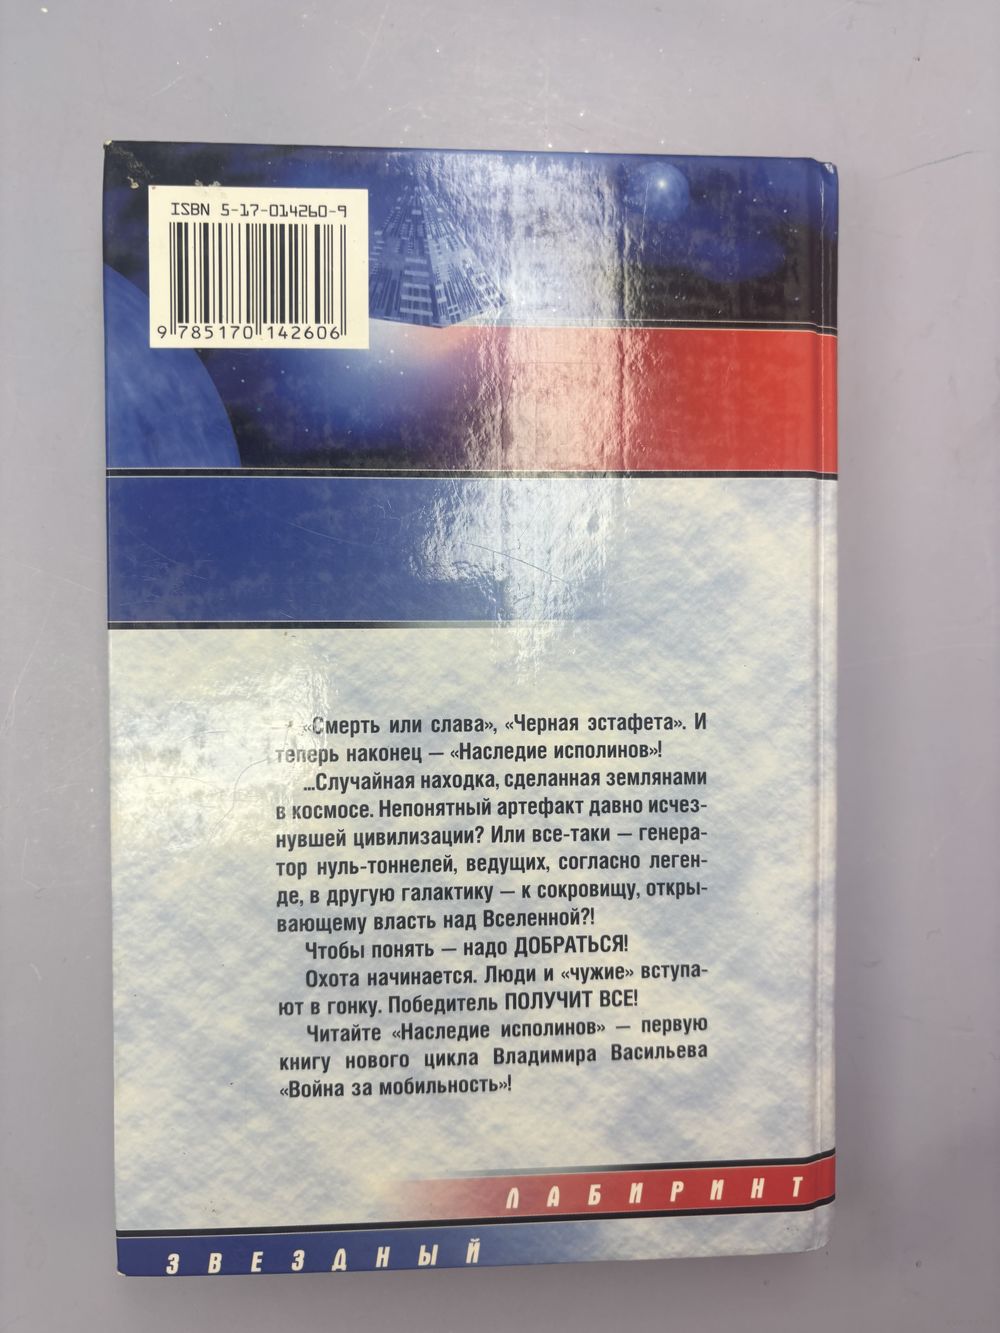 ISBN 5-17-014260-9
9 785170 142606
«Смерть или слава», «Черная эстафета». И
теперь наконец — «Наследие исполинов»!
...Случайная находка, сделанная землянами
в космосе. Непонятный артефакт давно исчез-
нувшей цивилизации? Или все-таки — генера-
тор нуль-тоннелей, ведущих, согласно леген-
де, в другую галактику — к сокровищу, откры-
вающему власть над Вселенной?!
Чтобы понять — надо ДОБРАТЬСЯ!
Охота начинается. Люди и «чужие» вступа-
ют в гонку. Победитель ПОЛУЧИТ ВСЕ!
Читайте «Наследие исполинов» — первую
книгу нового цикла Владимира Васильева
«Война за мобильность»!
ЗВЕЗДНЫЙ
ЛАБИРИНТ